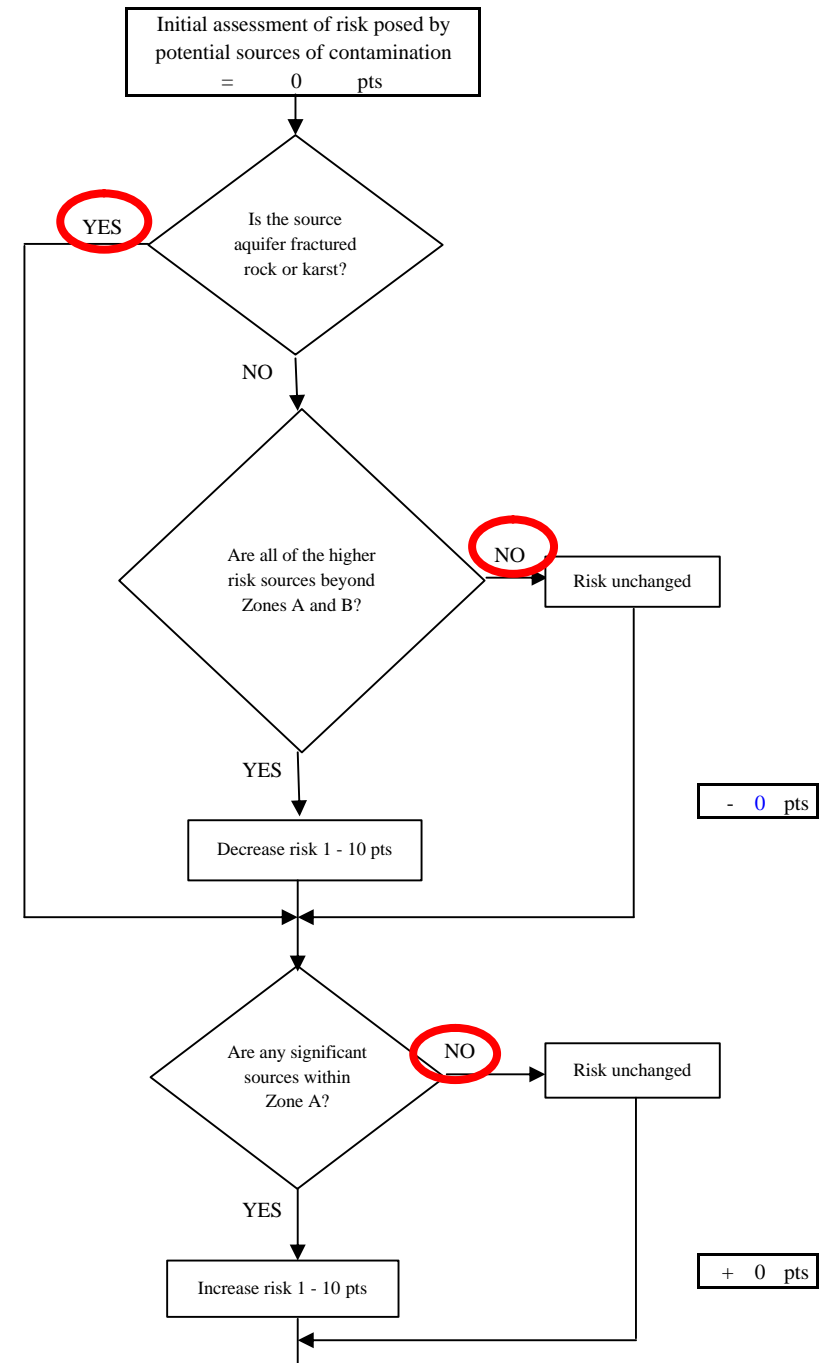 Initial assessment of risk posed by
potential sources of contamination
= 0 pts
YES
Is the source
aquifer fractured
rock or karst?
NO
Are all of the higher
risk sources beyond
Zones A and B?
NO
Risk unchanged
YES
- 0 pts
Decrease risk 1 - 10 pts
Are any significant
sources within
Zone A?
NO
Risk unchanged
YES
+ 0 pts
Increase risk 1 - 10 pts